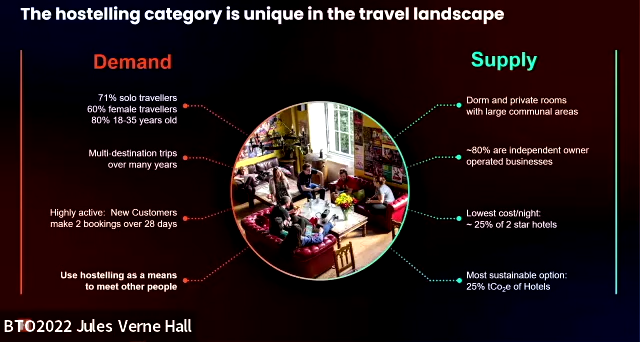 The hostelling category is unique in the travel landscape
Demand
71% solo travellers
60% female travellers
80% 18-35 years old
Multi-destination trips
over many years
Highly active: New Customers
make 2 bookings over 28 days
Use hostelling as a means
to meet other people
Supply
Dorm and private rooms
with large communal areas
~80% are independent owner
operated businesses
Lowest cost/night:
~ 25% of 2 star hotels
Most sustainable option:
25% tCo₂e of Hotels
BTO2022 Jules Verne Hall